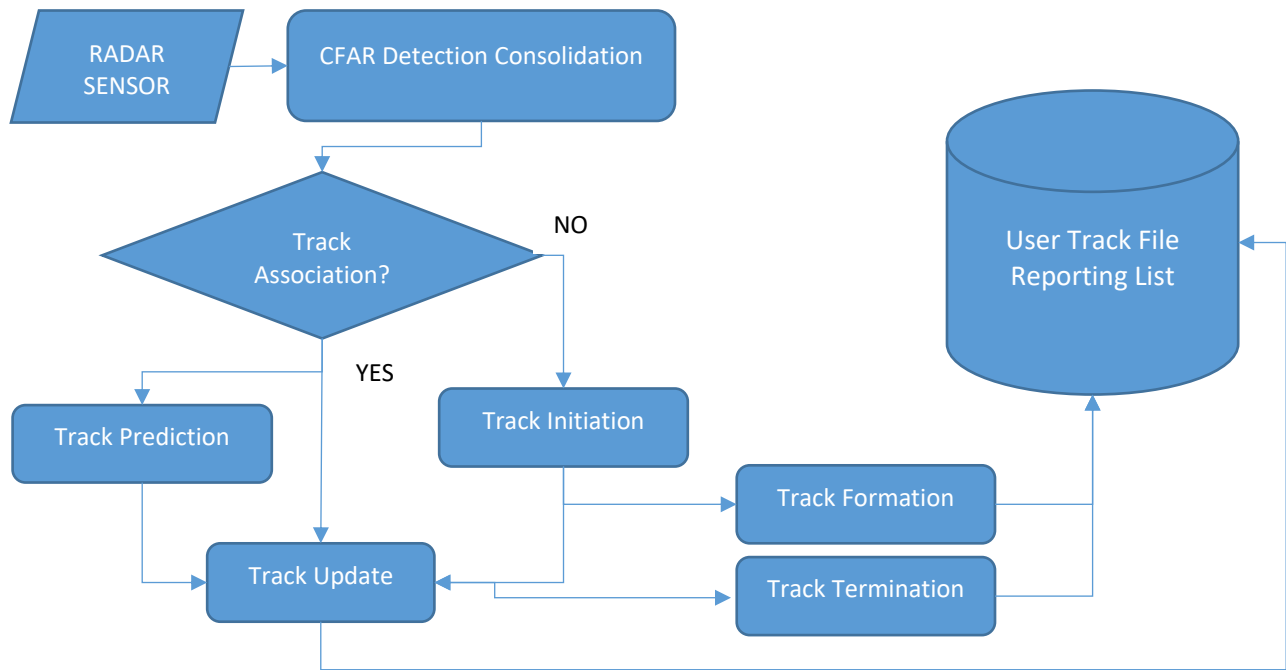 RADAR
SENSOR
CFAR Detection Consolidation
Track
Association?
NO
YES
User Track File
Reporting List
Track Prediction
Track Initiation
Track Formation
Track Update
Track Termination